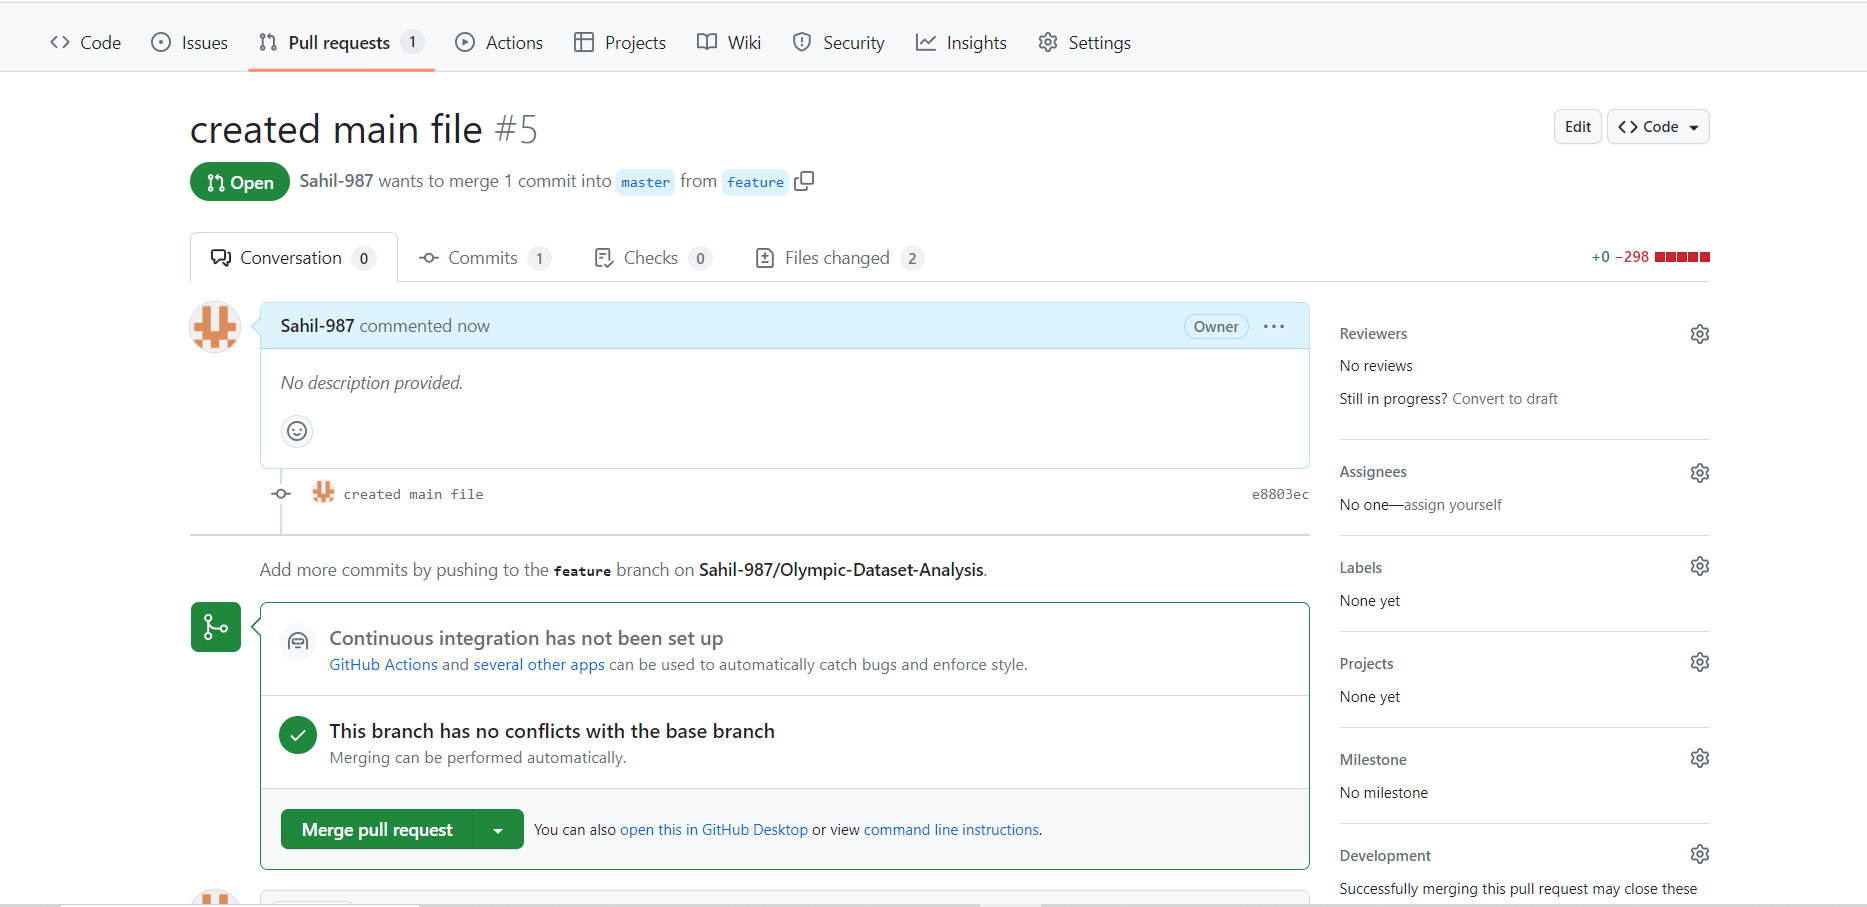 Code Issues Pull requests 1 Actions Projects Wiki Security Insights Settings
created main file #5
Edit Code
Open Sahil-987 wants to merge 1 commit into master from feature
Conversation 0 Commits 1 Checks 0 Files changed 2
+0 −298
Sahil-987 commented now
Owner
No description provided.
created main file
e8803ec
Add more commits by pushing to the feature branch on Sahil-987/Olympic-Dataset-Analysis.
Continuous integration has not been set up
GitHub Actions and several other apps can be used to automatically catch bugs and enforce style.
This branch has no conflicts with the base branch
Merging can be performed automatically.
Merge pull request You can also open this in GitHub Desktop or view command line instructions.
Reviewers
No reviews
Still in progress? Convert to draft
Assignees
No one—assign yourself
Labels
None yet
Projects
None yet
Milestone
No milestone
Development
Successfully merging this pull request may close these